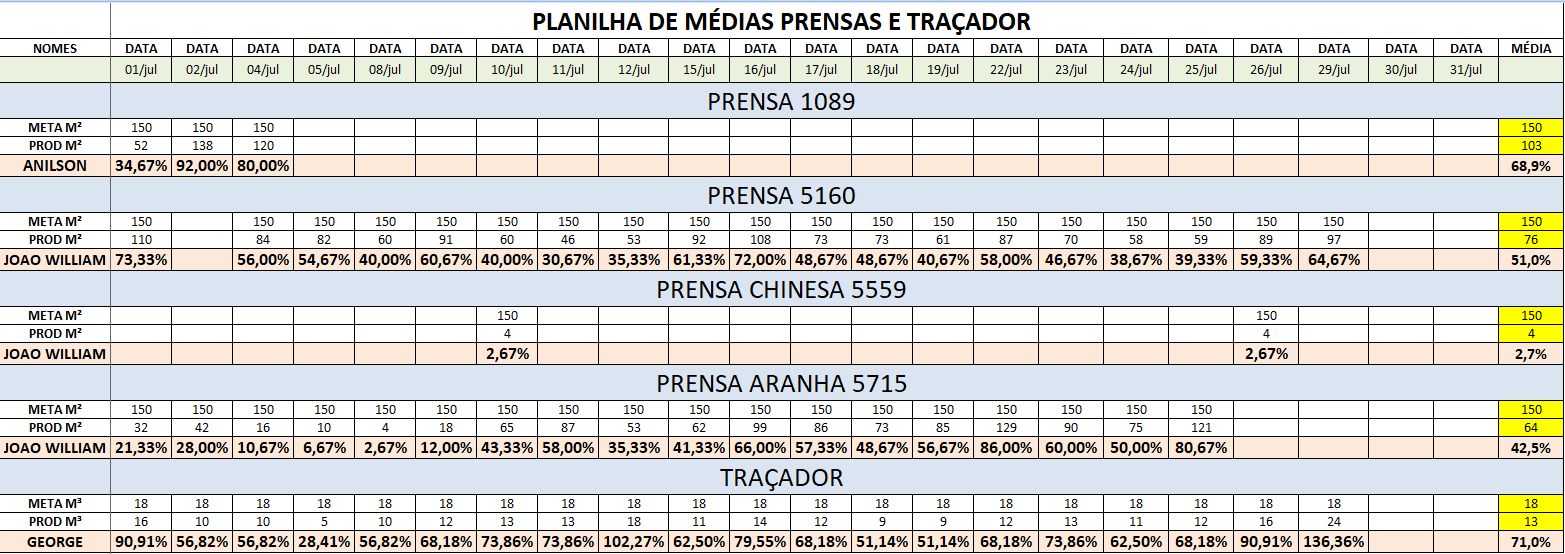 PLANILHA DE MÉDIAS PRENSAS E TRAÇADOR
NOMES DATA DATA DATA DATA DATA DATA DATA DATA DATA DATA DATA DATA DATA DATA DATA DATA DATA DATA DATA DATA DATA DATA MÉDIA
01/jul 02/jul 04/jul 05/jul 08/jul 09/jul 10/jul 11/jul 12/jul 15/jul 16/jul 17/jul 18/jul 19/jul 22/jul 23/jul 24/jul 25/jul 26/jul 29/jul 30/jul 31/jul
PRENSA 1089
META M² 150 150 150 150
PROD M² 52 138 120 103
ANILSON 34,67% 92,00% 80,00% 68,9%
PRENSA 5160
META M² 150 150 150 150 150 150 150 150 150 150 150 150 150 150 150 150 150 150 150 150
PROD M² 110 84 82 60 91 60 46 53 92 108 73 73 61 87 70 58 59 89 97 76
JOAO WILLIAM 73,33% 56,00% 54,67% 40,00% 60,67% 40,00% 30,67% 35,33% 61,33% 72,00% 48,67% 48,67% 40,67% 58,00% 46,67% 38,67% 39,33% 59,33% 64,67% 51,0%
PRENSA CHINESA 5559
META M² 150 150 150
PROD M² 4 4 4
JOAO WILLIAM 2,67% 2,67% 2,7%
PRENSA ARANHA 5715
META M² 150 150 150 150 150 150 150 150 150 150 150 150 150 150 150 150 150 150 150
PROD M² 32 42 16 10 4 18 65 87 53 62 99 86 73 85 129 90 75 121 64
JOAO WILLIAM 21,33% 28,00% 10,67% 6,67% 2,67% 12,00% 43,33% 58,00% 35,33% 41,33% 66,00% 57,33% 48,67% 56,67% 86,00% 60,00% 50,00% 80,67% 42,5%
TRAÇADOR
META M³ 18 18 18 18 18 18 18 18 18 18 18 18 18 18 18 18 18 18 18 18 18
PROD M³ 16 10 10 5 10 12 13 13 18 11 14 12 9 9 12 13 11 12 16 24 13
GEORGE 90,91% 56,82% 56,82% 28,41% 56,82% 68,18% 73,86% 73,86% 102,27% 62,50% 79,55% 68,18% 51,14% 51,14% 68,18% 73,86% 62,50% 68,18% 90,91% 136,36% 71,0%